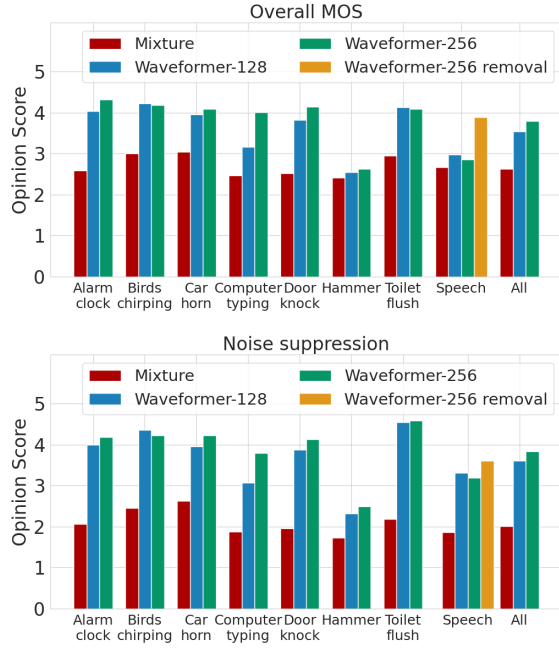 Overall MOS
Mixture
Waveformer-128
Waveformer-256
Waveformer-256 removal
Opinion Score
5
4
3
2
1
0
Alarm clock
Birds chirping
Car horn
Computer typing
Door knock
Hammer
Toilet flush
Speech
All
Noise suppression
Mixture
Waveformer-128
Waveformer-256
Waveformer-256 removal
Opinion Score
5
4
3
2
1
0
Alarm clock
Birds chirping
Car horn
Computer typing
Door knock
Hammer
Toilet flush
Speech
All